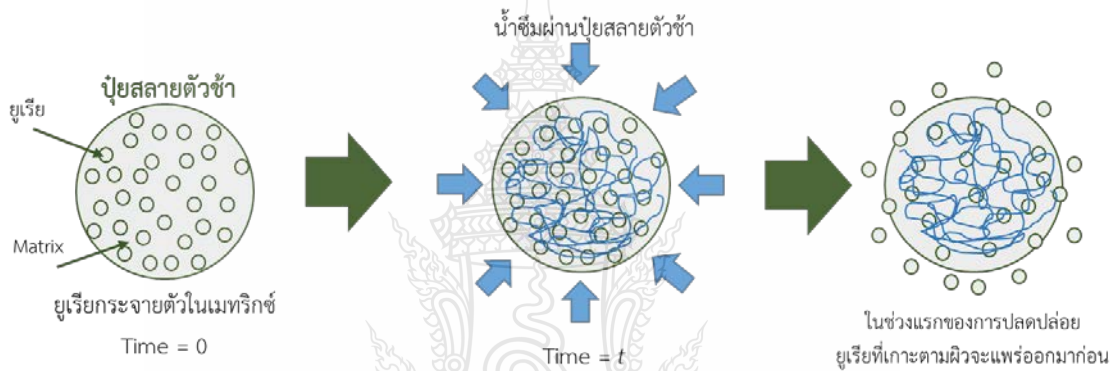 ปุ๋ยสลายตัวช้า
ยูเรีย
Matrix
ยูเรียกระจายตัวในเมทริกซ์
Time = 0
น้ำซึมผ่านปุ๋ยสลายตัวช้า
Time = t
ในช่วงแรกของการปลดปล่อย
ยูเรียที่เกาะตามผิวจะแพร่ออกมาก่อน